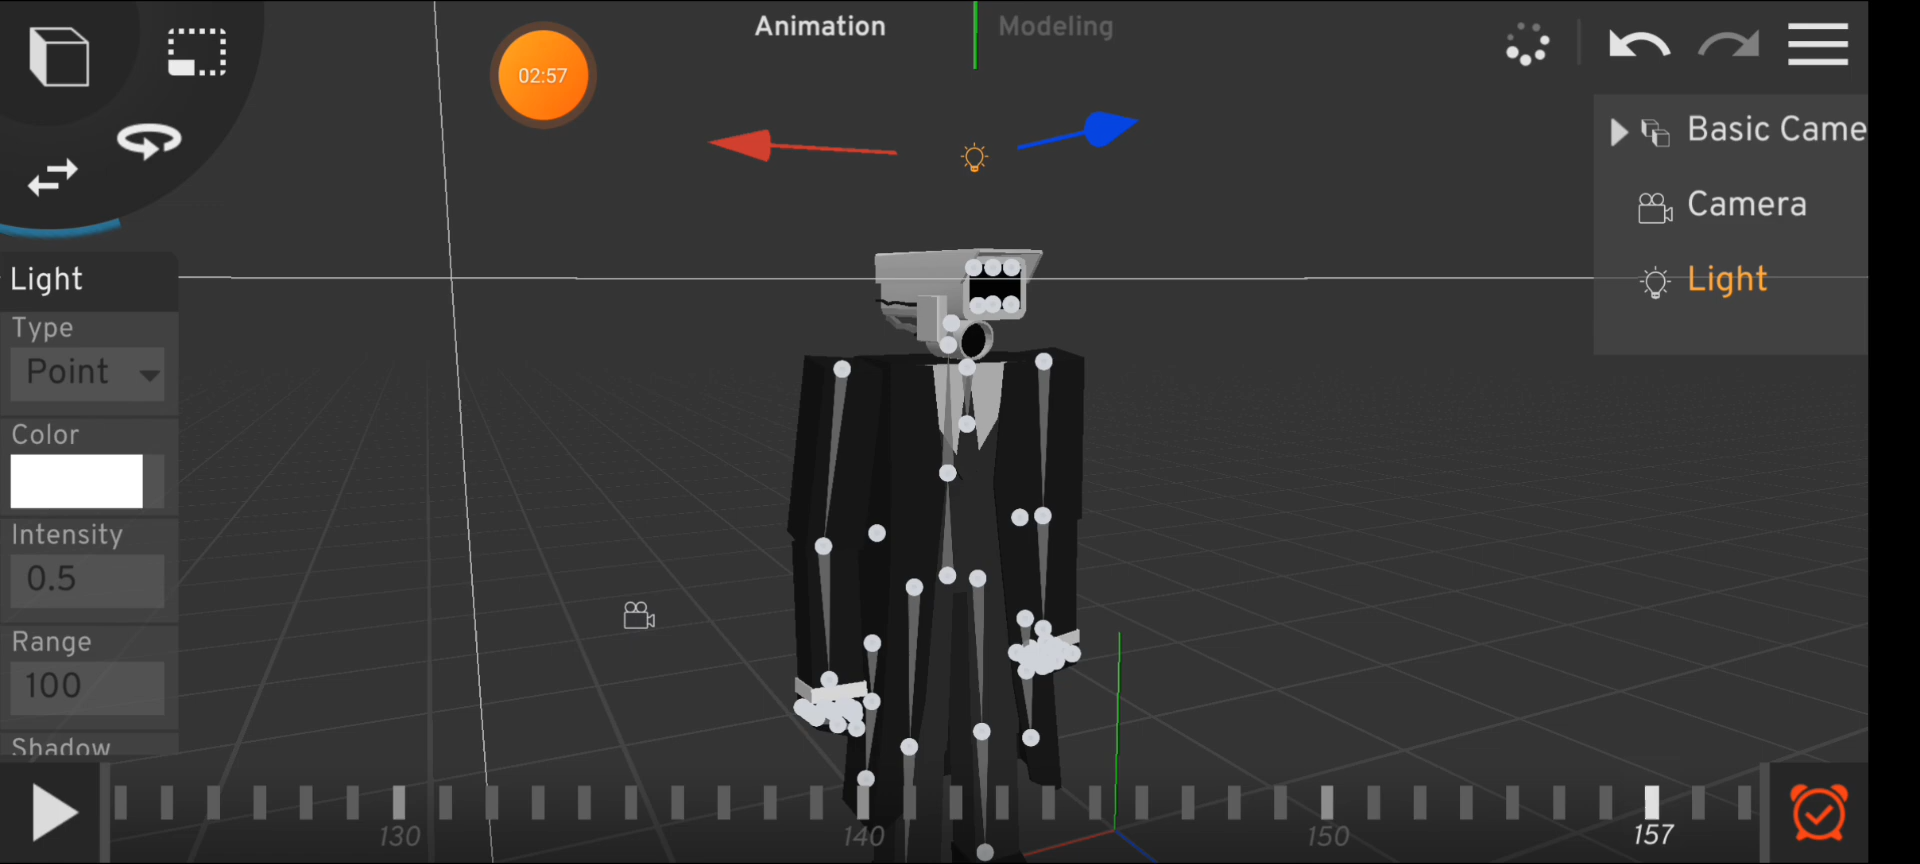 Animation
Modeling
02:57
Basic Came
Camera
Light
Light
Type
Point
Color
Intensity
0.5
Range
100
Shadow
130
140
150
157